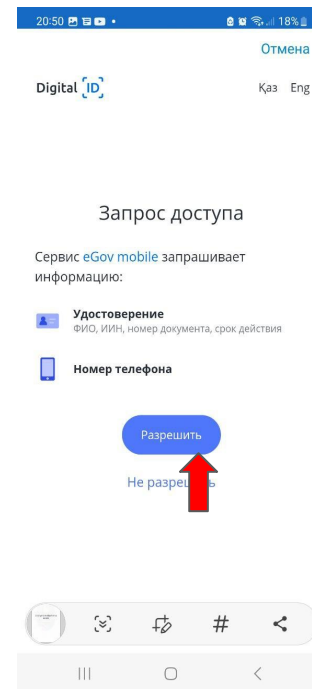 20:50 18%
Отмена
Digital ID Қаз Eng
Запрос доступа
Сервис eGov mobile запрашивает
информацию:
Удостоверение
ФИО, ИИН, номер документа, срок действия
Номер телефона
Разрешить
Не
#